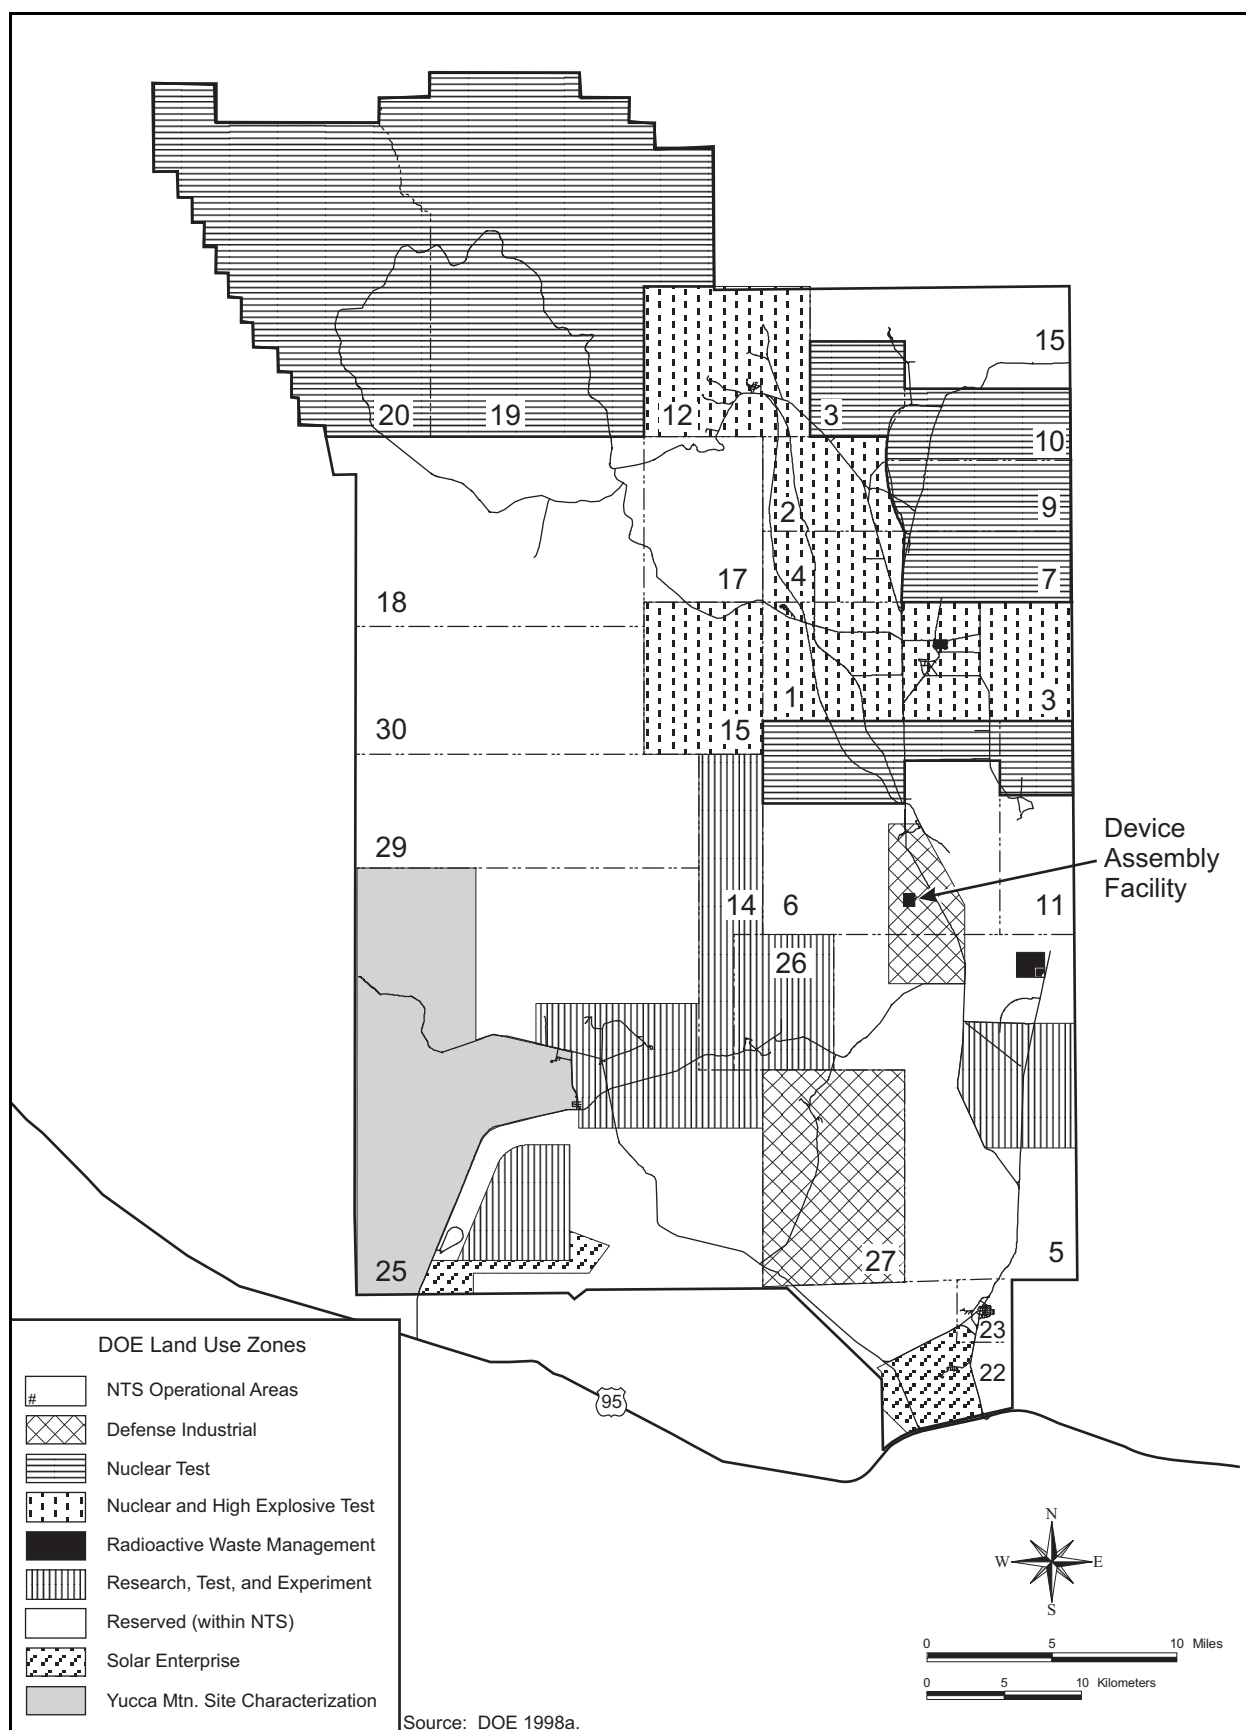 15
20
19
12
3
10
9
2
17
4
7
18
1
3
30
15
29
Device
Assembly
Facility
14
6
11
26
25
27
5
23
22
95
DOE Land Use Zones
# NTS Operational Areas
Defense Industrial
Nuclear Test
Nuclear and High Explosive Test
Radioactive Waste Management
Research, Test, and Experiment
Reserved (within NTS)
Solar Enterprise
Yucca Mtn. Site Characterization
N
W E
S
0 5 10 Miles
0 5 10 Kilometers
Source: DOE 1998a.